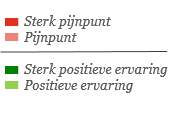 Sterk pijnpunt
Pijnpunt
Sterk positieve ervaring
Positieve ervaring